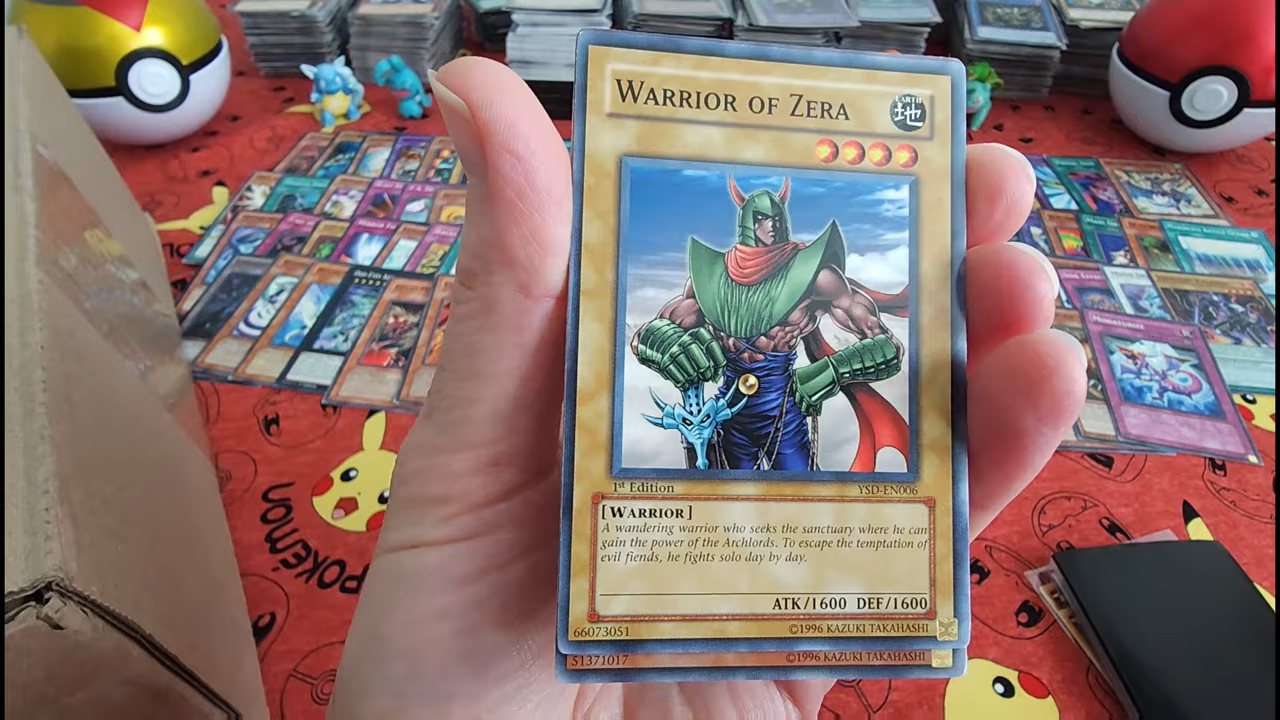 WARRIOR OF ZERA
EARTH
地
1st Edition
YSD-EN006
[WARRIOR]
A wandering warrior who seeks the sanctuary where he can
gain the power of the Archlords. To escape the temptation of
evil fiends, he fights solo day by day.
ATK/1600 DEF/1600
66073051
©1996 KAZUKI TAKAHASHI
51371017
©1996 KAZUKI TAKAHASHI
POKÉMON